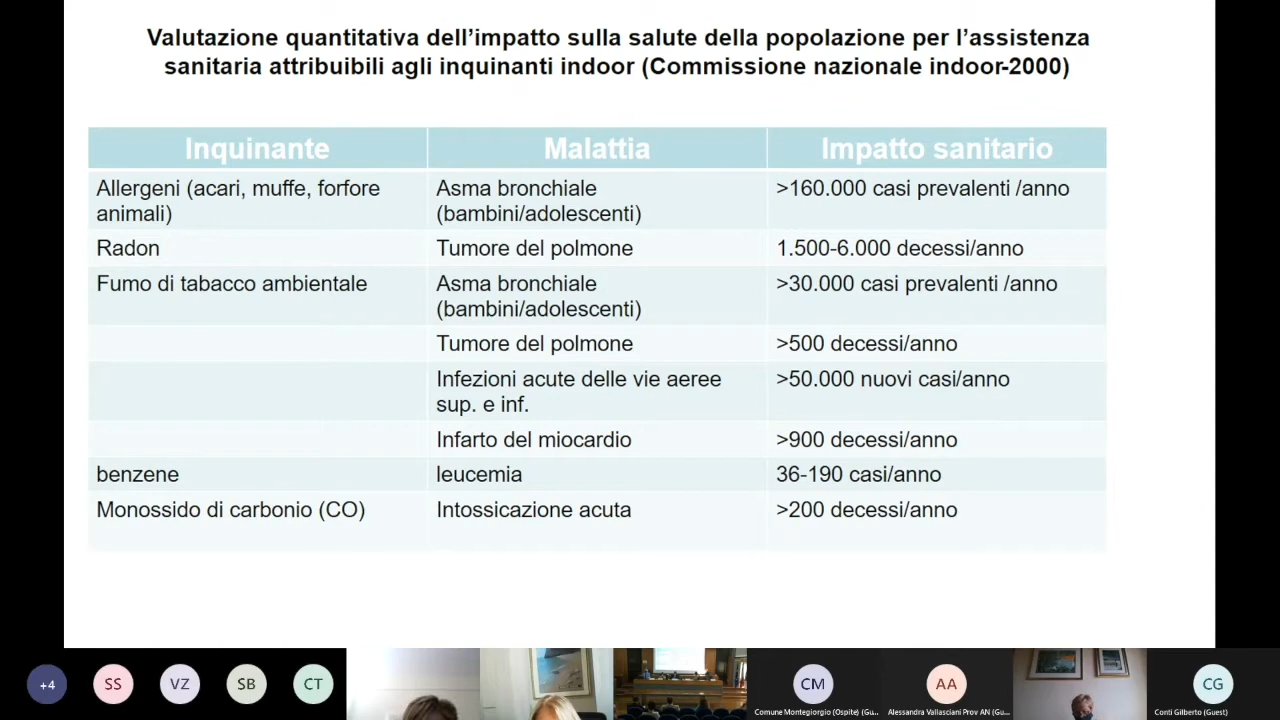 Valutazione quantitativa dell’impatto sulla salute della popolazione per l’assistenza
sanitaria attribuibili agli inquinanti indoor (Commissione nazionale indoor-2000)
Inquinante Malattia Impatto sanitario
Allergeni (acari, muffe, forfore Asma bronchiale >160.000 casi prevalenti /anno
animali) (bambini/adolescenti)
Radon Tumore del polmone 1.500-6.000 decessi/anno
Fumo di tabacco ambientale Asma bronchiale >30.000 casi prevalenti /anno
(bambini/adolescenti)
Tumore del polmone >500 decessi/anno
Infezioni acute delle vie aeree >50.000 nuovi casi/anno
sup. e inf.
Infarto del miocardio >900 decessi/anno
benzene leucemia 36-190 casi/anno
Monossido di carbonio (CO) Intossicazione acuta >200 decessi/anno
+4 SS VZ SB CT CM AA CG
Comune Montegiorgio (Ospite) (Gu... Alessandra Vallasciani Prov AN (Gu... Conti Gilberto (Guest)